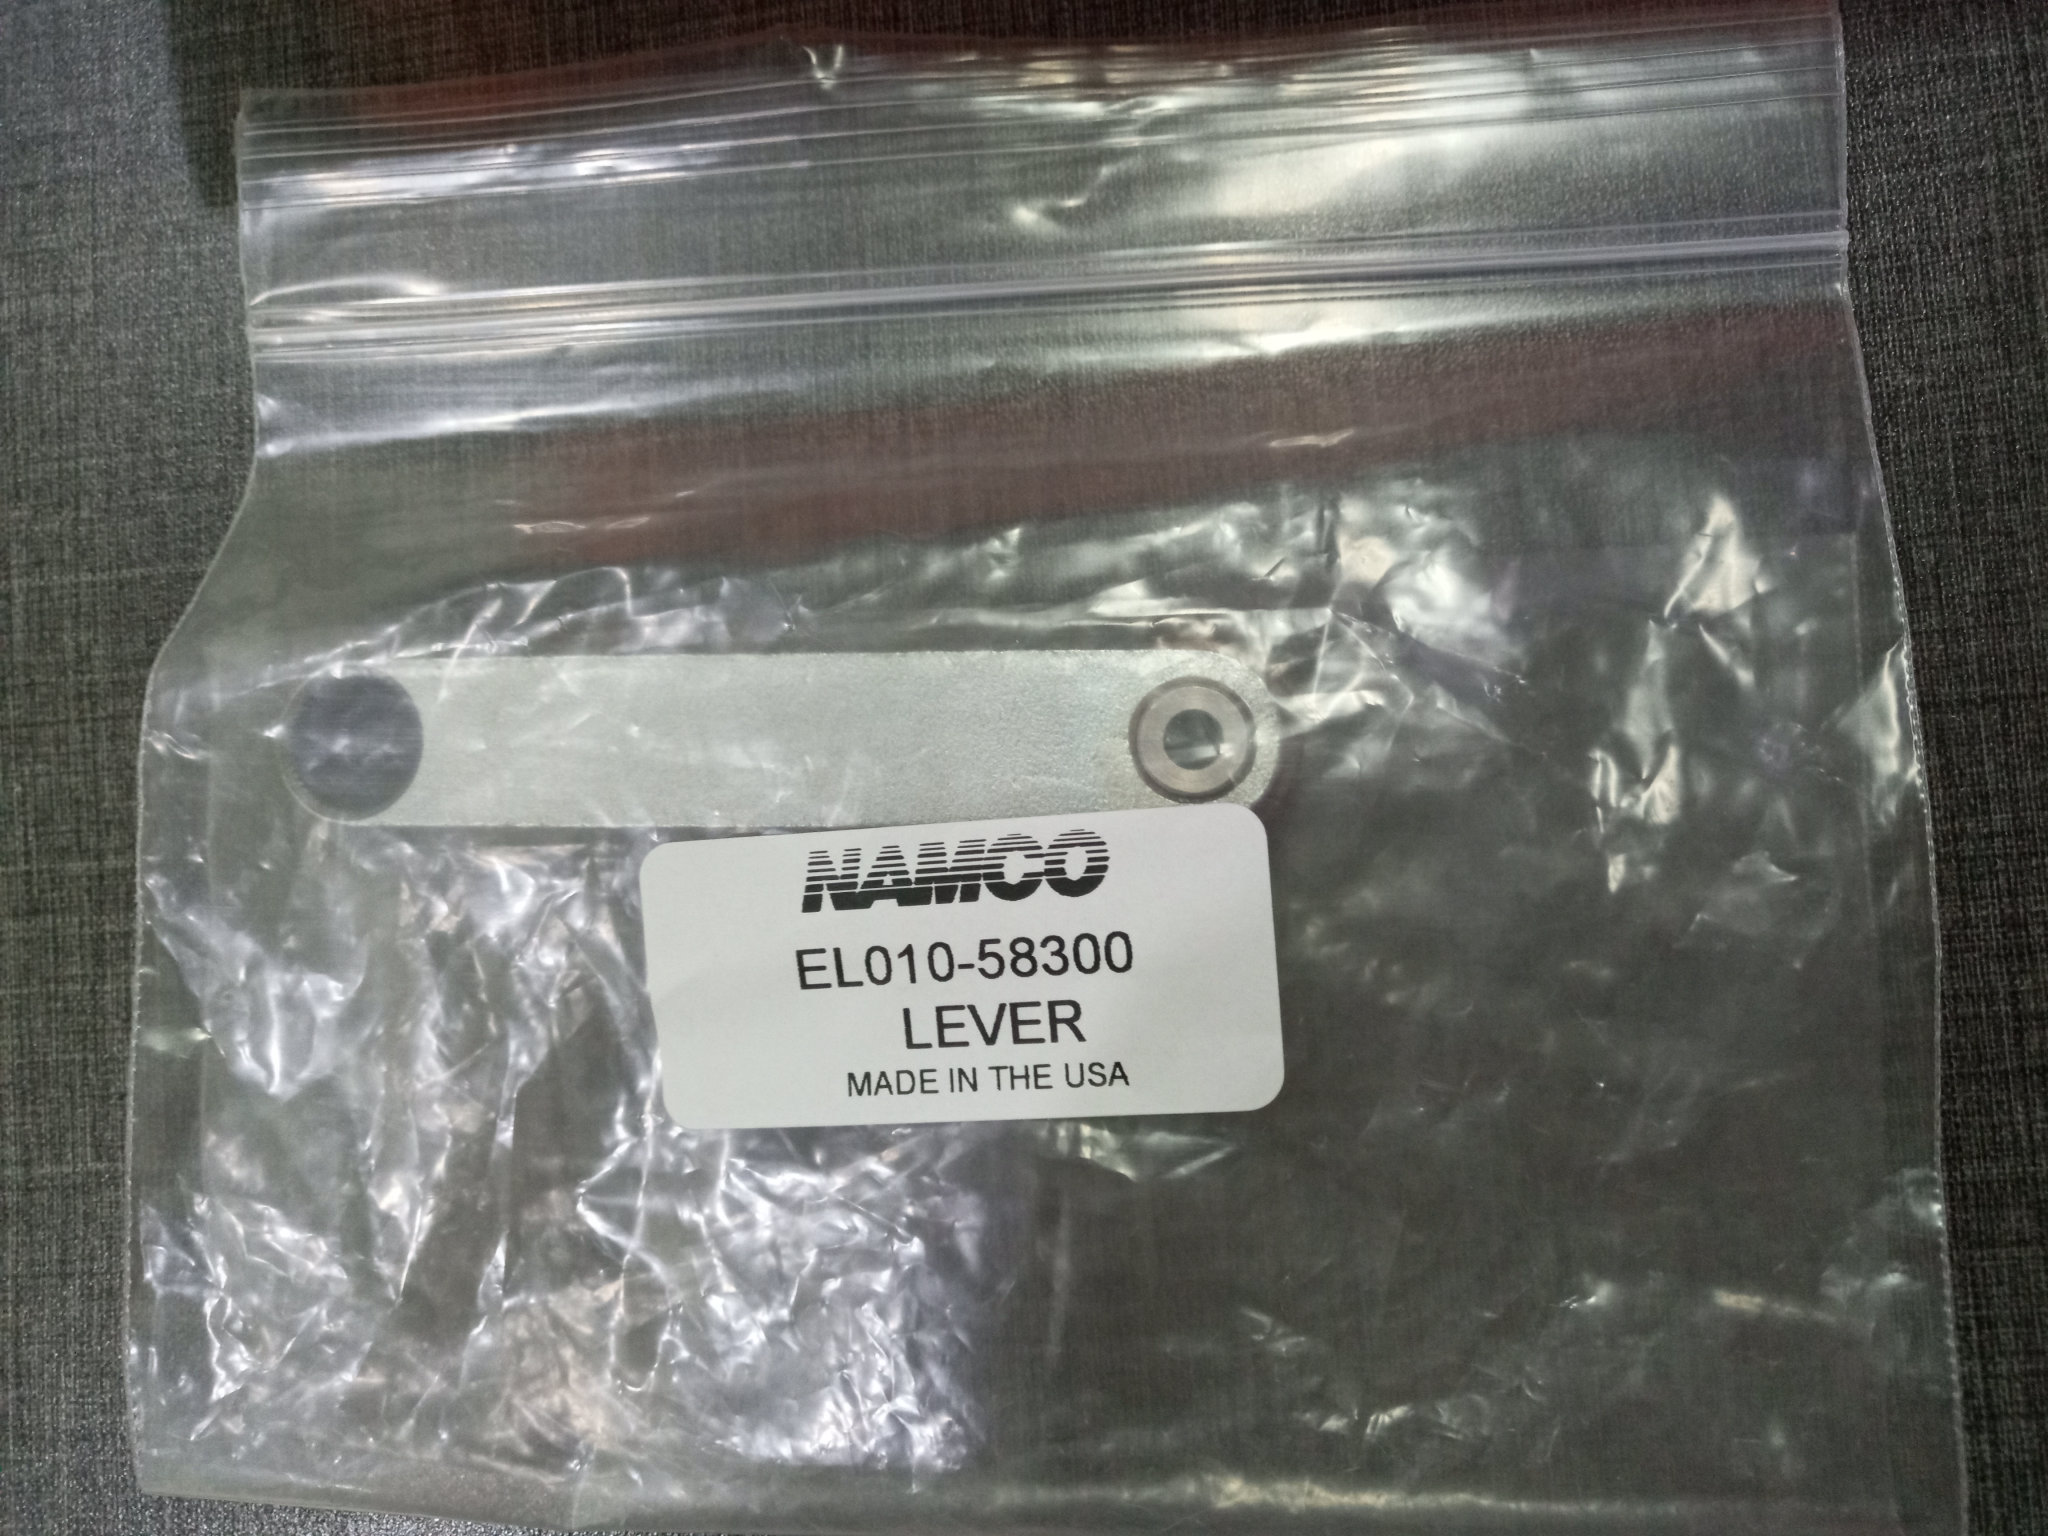 NAMCO
EL010-58300
LEVER
MADE IN THE USA